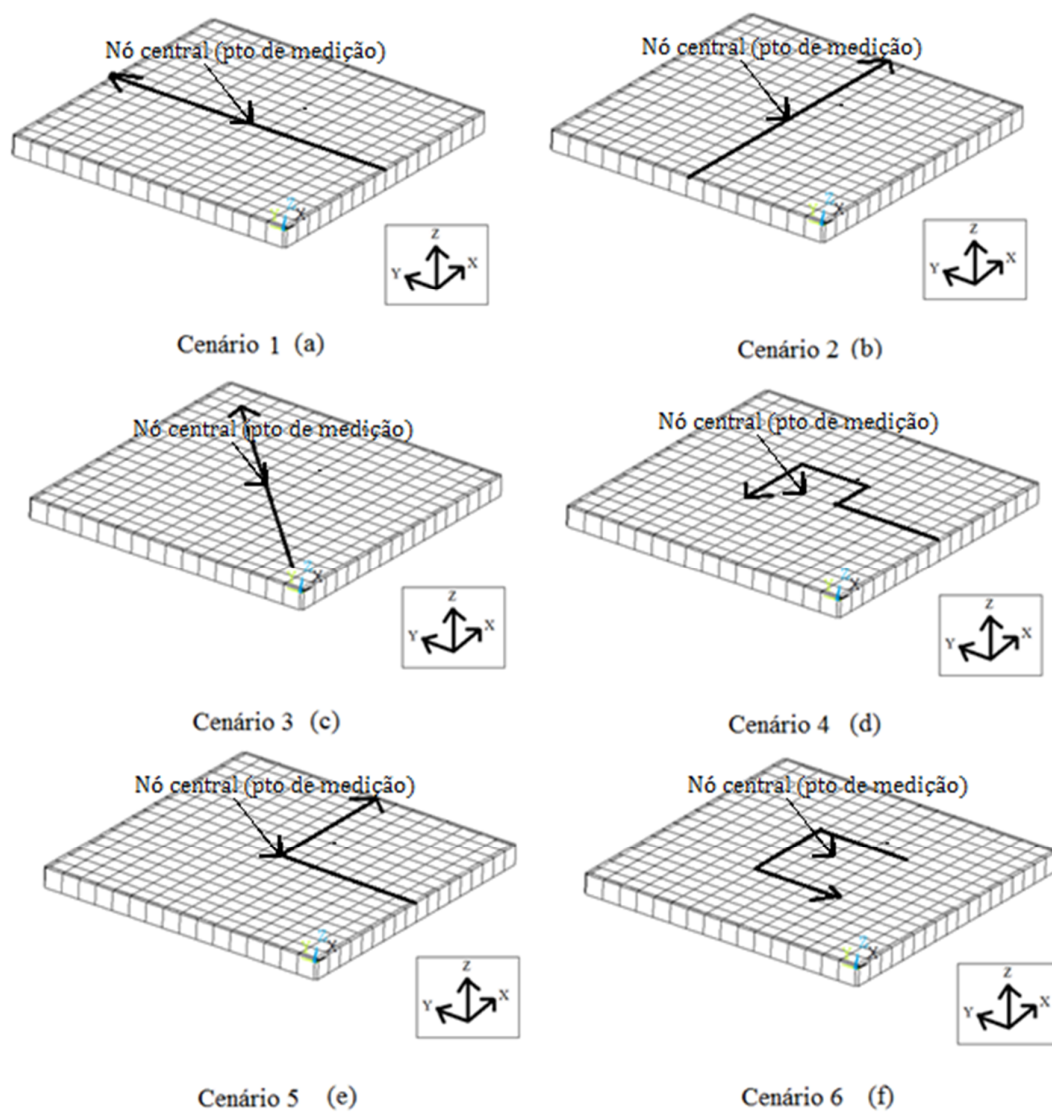 Nó central (pto de medição)
Nó central (pto de medição)
Y Z X
Y Z X
Z
Y X
Z
Y X
Cenário 1 (a)
Cenário 2 (b)
Nó central (pto de medição)
Nó central (pto de medição)
Y Z X
Y Z X
Z
Y X
Z
Y X
Cenário 3 (c)
Cenário 4 (d)
Nó central (pto de medição)
Nó central (pto de medição)
Y Z X
Y Z X
Z
Y X
Z
Y X
Cenário 5 (e)
Cenário 6 (f)